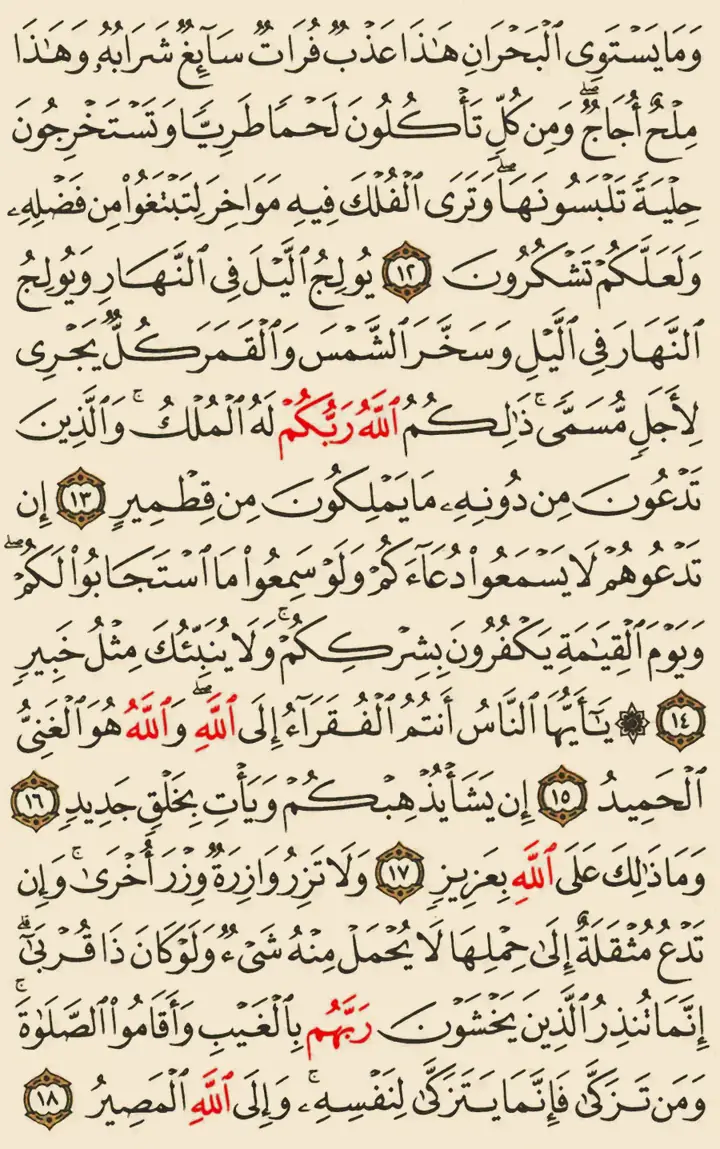 وَمَا يَسْتَوِى ٱلْبَحْرَانِ هَـٰذَا عَذْبٌ فُرَاتٌ سَآئِغٌ شَرَابُهُۥ وَهَـٰذَا
مِلْحٌ أُجَاجٌ ۖ وَمِن كُلٍّ تَأْكُلُونَ لَحْمًا طَرِيًّا وَتَسْتَخْرِجُونَ
حِلْيَةً تَلْبَسُونَهَا ۖ وَتَرَى ٱلْفُلْكَ فِيهِ مَوَاخِرَ لِتَبْتَغُوا۟ مِن فَضْلِهِۦ
وَلَعَلَّكُمْ تَشْكُرُونَ ١٢ يُولِجُ ٱلَّيْلَ فِى ٱلنَّهَارِ وَيُولِجُ
ٱلنَّهَارَ فِى ٱلَّيْلِ وَسَخَّرَ ٱلشَّمْسَ وَٱلْقَمَرَ كُلٌّ يَجْرِى
لِأَجَلٍ مُّسَمًّى ۚ ذَٰلِكُمُ ٱللَّهُ رَبُّكُمْ لَهُ ٱلْمُلْكُ ۚ وَٱلَّذِينَ
تَدْعُونَ مِن دُونِهِۦ مَا يَمْلِكُونَ مِن قِطْمِيرٍ ١٣ إِن
تَدْعُوهُمْ لَا يَسْمَعُوا۟ دُعَآءَكُمْ وَلَوْ سَمِعُوا۟ مَا ٱسْتَجَابُوا۟ لَكُمْ ۖ
وَيَوْمَ ٱلْقِيَـٰمَةِ يَكْفُرُونَ بِشِرْكِكُمْ ۚ وَلَا يُنَبِّئُكَ مِثْلُ خَبِيرٍ
١٤ ۞ يَـٰٓأَيُّهَا ٱلنَّاسُ أَنتُمُ ٱلْفُقَرَآءُ إِلَى ٱللَّهِ ۖ وَٱللَّهُ هُوَ ٱلْغَنِىُّ
ٱلْحَمِيدُ ١٥ إِن يَشَأْ يُذْهِبْكُمْ وَيَأْتِ بِخَلْقٍ جَدِيدٍ ١٦
وَمَا ذَٰلِكَ عَلَى ٱللَّهِ بِعَزِيزٍ ١٧ وَلَا تَزِرُ وَازِرَةٌ وِزْرَ أُخْرَىٰ ۚ وَإِن
تَدْعُ مُثْقَلَةٌ إِلَىٰ حِمْلِهَا لَا يُحْمَلْ مِنْهُ شَىْءٌ وَلَوْ كَانَ ذَا قُرْبَىٰٓ ۗ
إِنَّمَا تُنذِرُ ٱلَّذِينَ يَخْشَوْنَ رَبَّهُم بِٱلْغَيْبِ وَأَقَامُوا۟ ٱلصَّلَوٰةَ ۚ
وَمَن تَزَكَّىٰ فَإِنَّمَا يَتَزَكَّىٰ لِنَفْسِهِۦ ۚ وَإِلَى ٱللَّهِ ٱلْمَصِيرُ ١٨